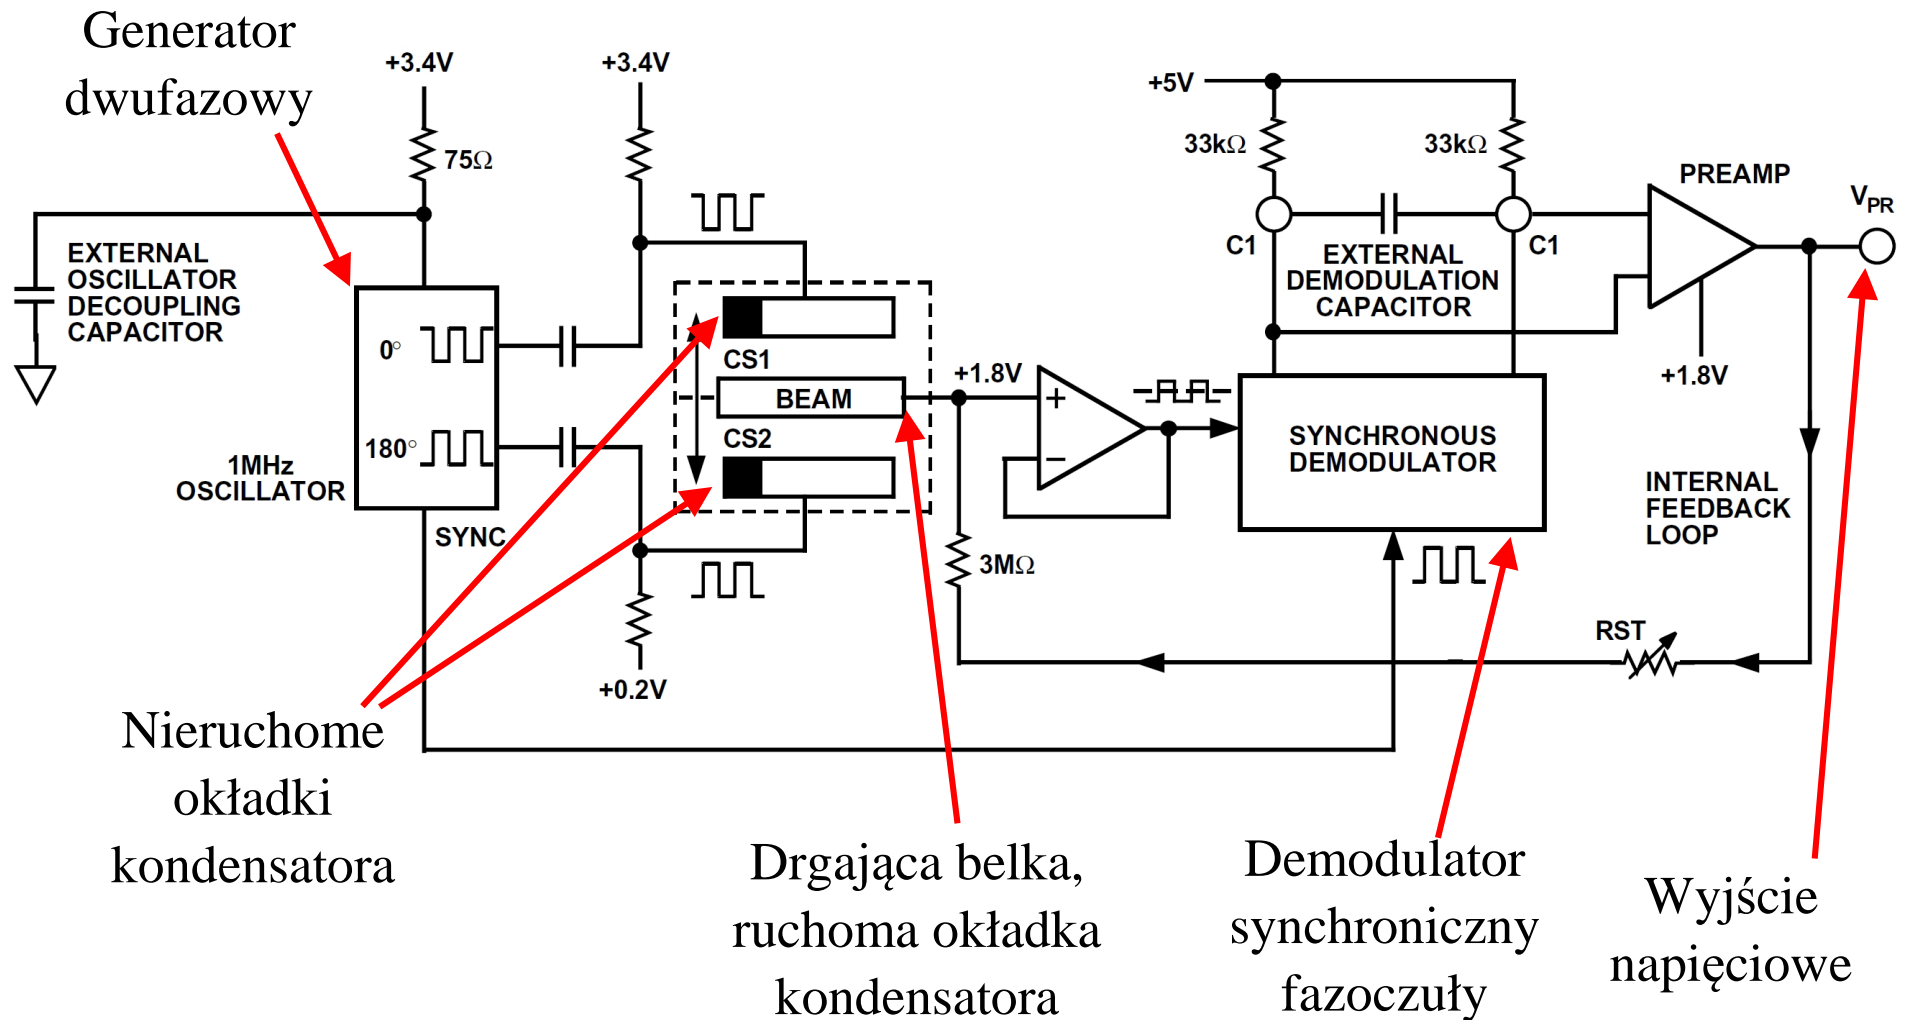 Generator
dwufazowy
+3.4V
+3.4V
75Ω
EXTERNAL
OSCILLATOR
DECOUPLING
CAPACITOR
0°
180°
1MHz
OSCILLATOR
SYNC
CS1
BEAM
CS2
+0.2V
+1.8V
+
−
3MΩ
+5V
33kΩ
33kΩ
C1
C1
EXTERNAL
DEMODULATION
CAPACITOR
SYNCHRONOUS
DEMODULATOR
PREAMP
VPR
+1.8V
INTERNAL
FEEDBACK
LOOP
RST
Nieruchome
okładki
kondensatora
Drgająca belka,
ruchoma okładka
kondensatora
Demodulator
synchroniczny
fazoczuły
Wyjście
napięciowe